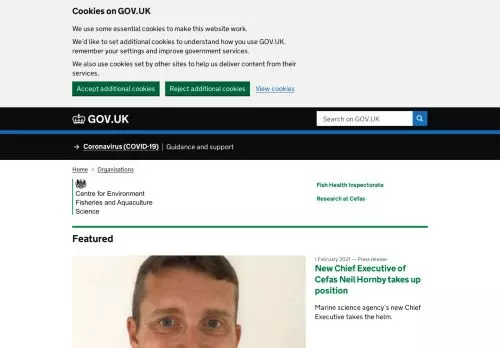 Cookies on GOV.UK
We use some essential cookies to make this website work.
We'd like to set additional cookies to understand how you use GOV.UK,
remember your settings and improve government services.
We also use cookies set by other sites to help us deliver content from their
services.
Accept additional cookies Reject additional cookies View cookies
GOV.UK Search on GOV.UK
→ Coronavirus (COVID-19) Guidance and support
Home > Organisations
Centre for Environment
Fisheries and Aquaculture
Science
Fish Health Inspectorate
Research at Cefas
Featured
1 February 2021 — Press release
New Chief Executive of
Cefas Neil Hornby takes up
position
Marine science agency's new Chief
Executive takes the helm.